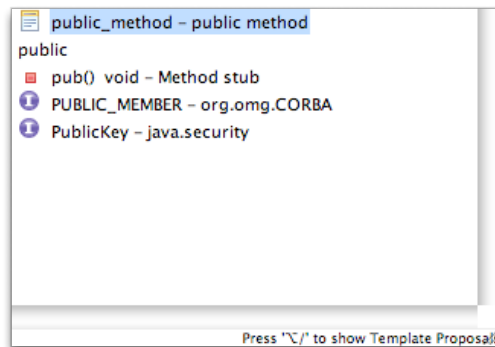 public_method – public method
public
pub() void – Method stub
I PUBLIC_MEMBER – org.omg.CORBA
I PublicKey – java.security
Press '⌥/' to show Template